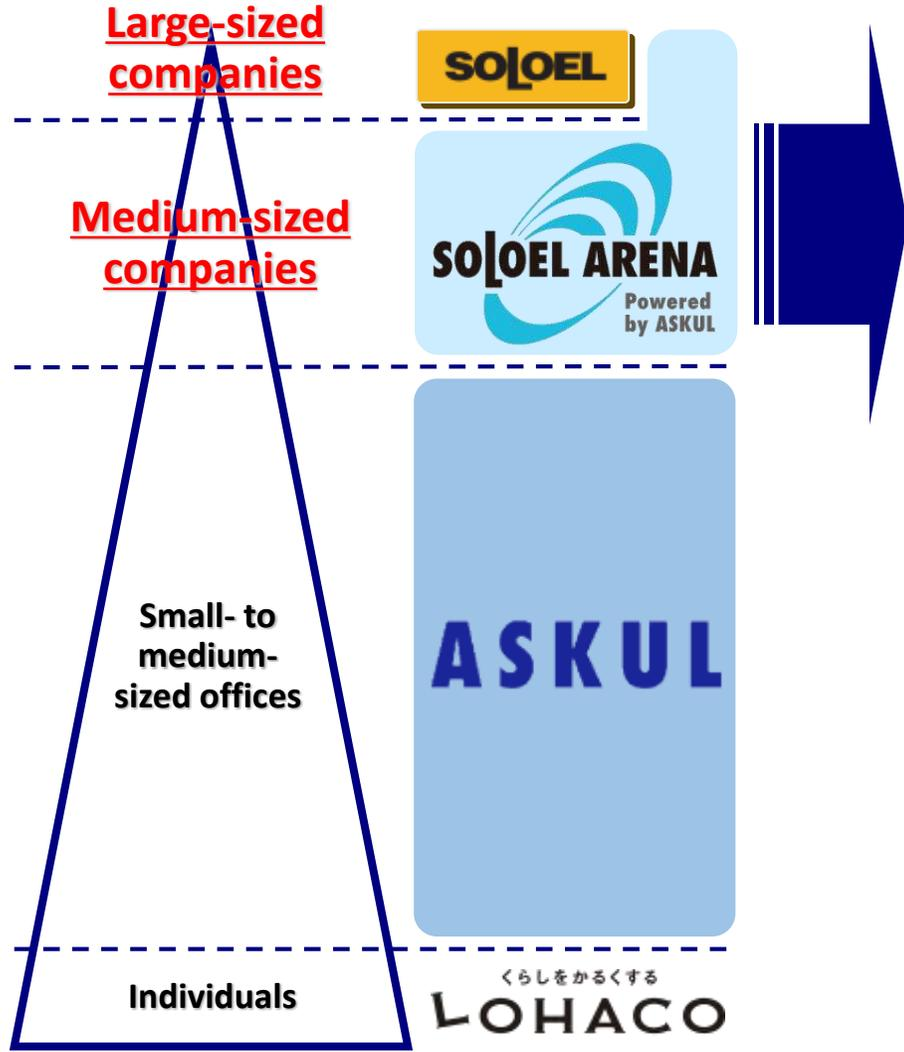 Large-sized
companies
SOLOEL
Medium-sized
companies
SOLOEL ARENA
Powered
by ASKUL
Small- to
medium-
sized offices
ASKUL
Individuals
くらしをかるくする
LOHACO